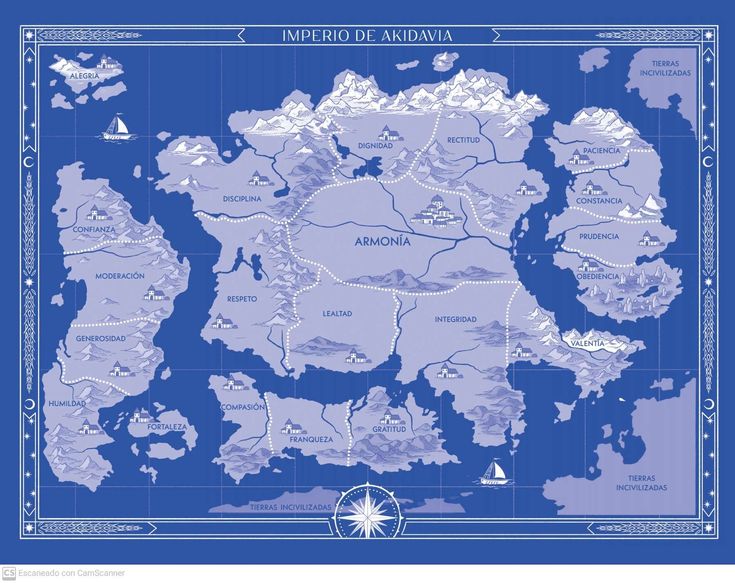 IMPERIO DE AKIDAVIA
ALEGRÍA
TIERRAS
INCIVILIZADAS
DIGNIDAD
RECTITUD
PACIENCIA
DISCIPLINA
CONSTANCIA
CONFIANZA
ARMONÍA
PRUDENCIA
MODERACIÓN
OBEDIENCIA
RESPETO
LEALTAD
INTEGRIDAD
GENEROSIDAD
VALENTÍA
HUMILDAD
COMPASIÓN
FORTALEZA
FRANQUEZA
GRATITUD
TIERRAS
INCIVILIZADAS
TIERRAS INCIVILIZADAS
CS Escaneado con CamScanner